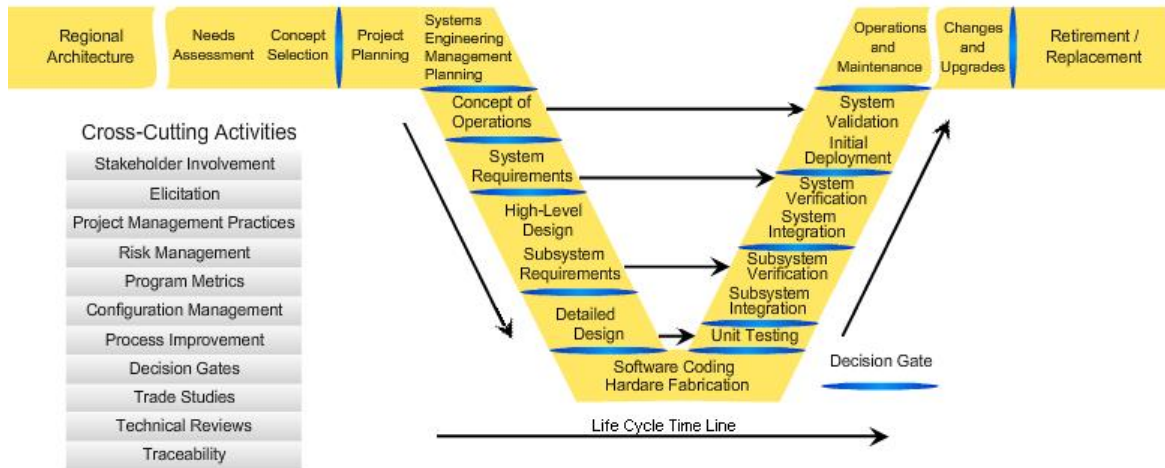 Regional
Architecture
Needs
Assessment
Concept
Selection
Project
Planning
Systems
Engineering
Management
Planning
Operations
and
Maintenance
Changes
and
Upgrades
Retirement /
Replacement
Cross-Cutting Activities
Stakeholder Involvement
Elicitation
Project Management Practices
Risk Management
Program Metrics
Configuration Management
Process Improvement
Decision Gates
Trade Studies
Technical Reviews
Traceability
Concept of
Operations
System
Requirements
High-Level
Design
Subsystem
Requirements
Detailed
Design
Software Coding
Hardare Fabrication
System
Validation
Initial
Deployment
System
Verification
System
Integration
Subsystem
Verification
Subsystem
Integration
Unit Testing
Decision Gate
Life Cycle Time Line